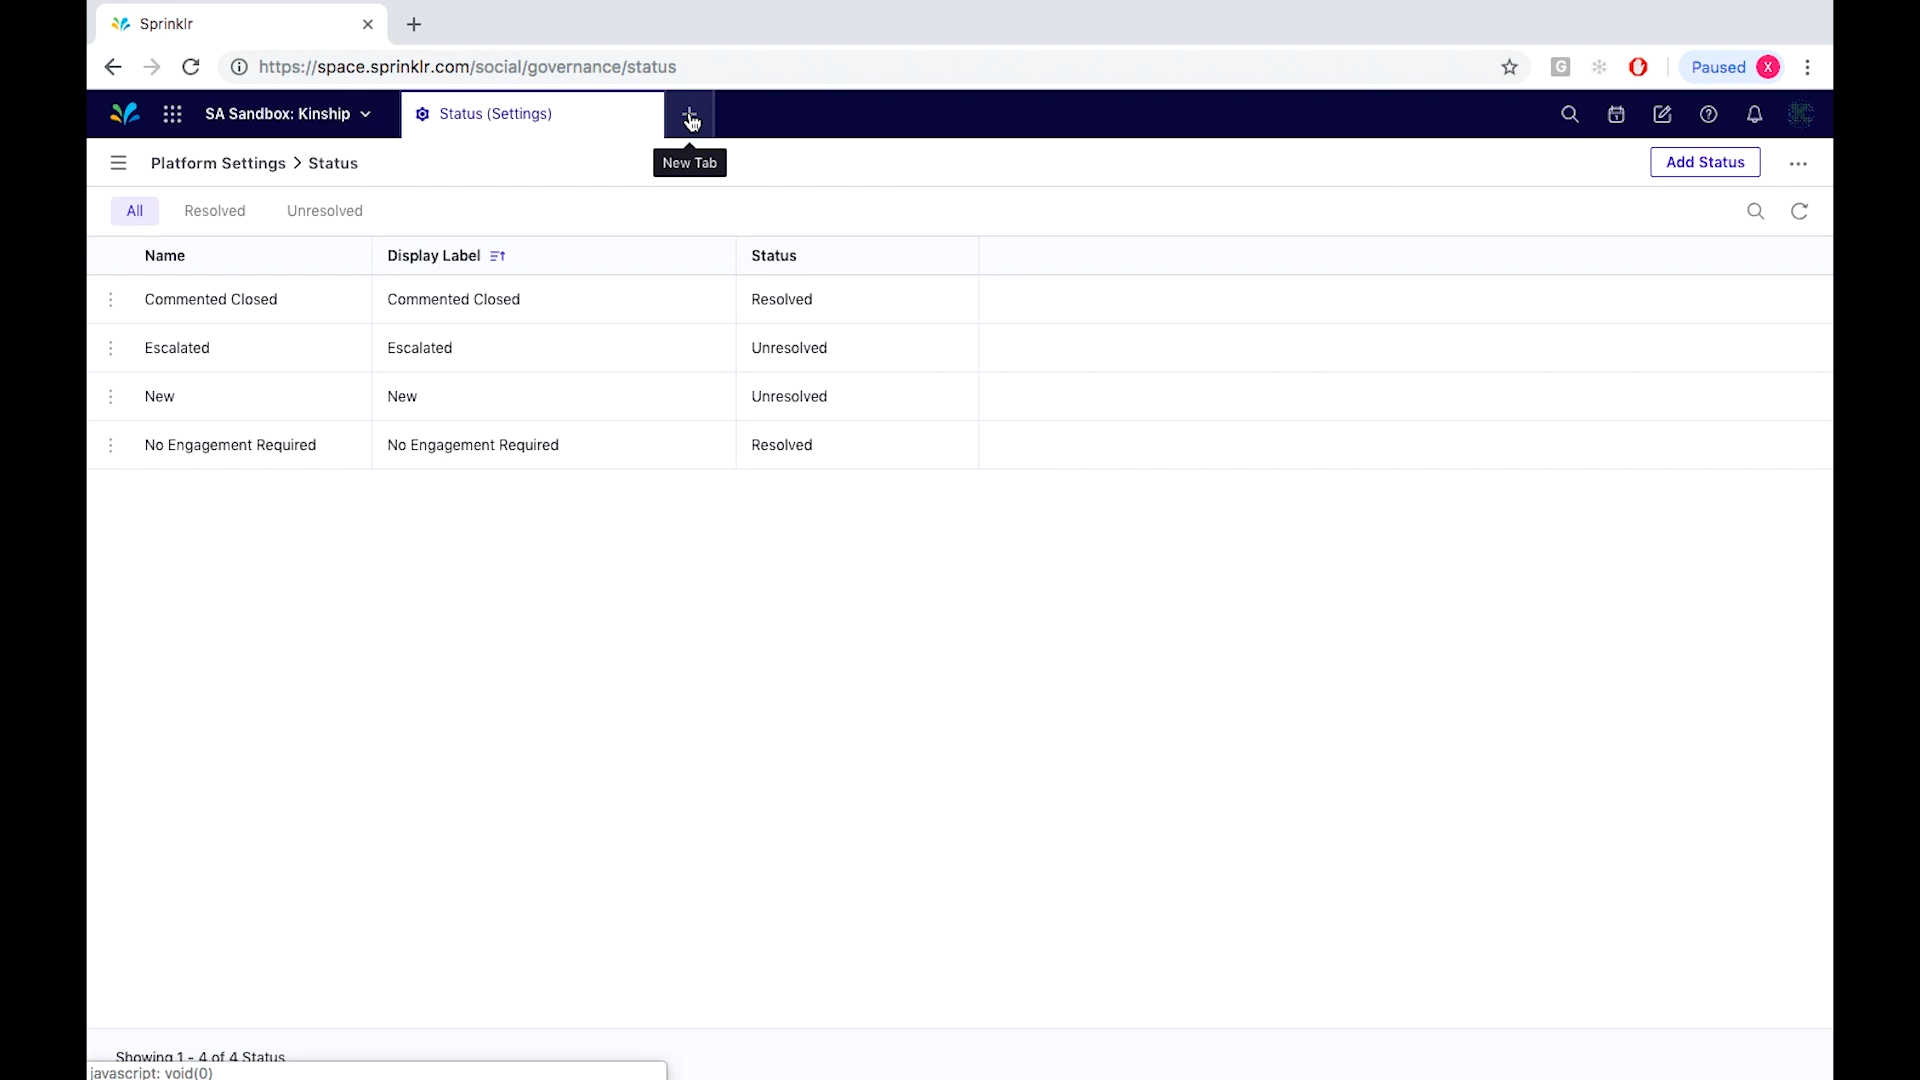 Sprinklr
https://space.sprinklr.com/social/governance/status
G
Paused X
SA Sandbox: Kinship
Status (Settings)
Platform Settings > Status
New Tab
Add Status
All Resolved Unresolved
Name Display Label Status
Commented Closed Commented Closed Resolved
Escalated Escalated Unresolved
New New Unresolved
No Engagement Required No Engagement Required Resolved
Showing 1 - 4 of 4 Status
javascript: void(0)